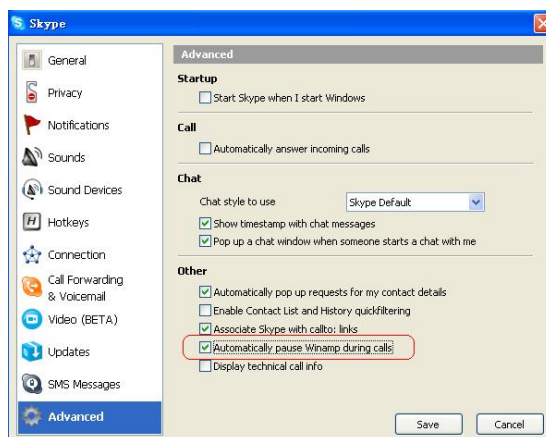 Skype
General
Privacy
Notifications
Sounds
Sound Devices
Hotkeys
Connection
Call Forwarding
& Voicemail
Video (BETA)
Updates
SMS Messages
Advanced
Advanced
Startup
Start Skype when I start Windows
Call
Automatically answer incoming calls
Chat
Chat style to use
Skype Default
Show timestamp with chat messages
Pop up a chat window when someone starts a chat with me
Other
Automatically pop up requests for my contact details
Enable Contact List and History quickfiltering
Associate Skype with callto: links
Automatically pause Winamp during calls
Display technical call info
Save
Cancel